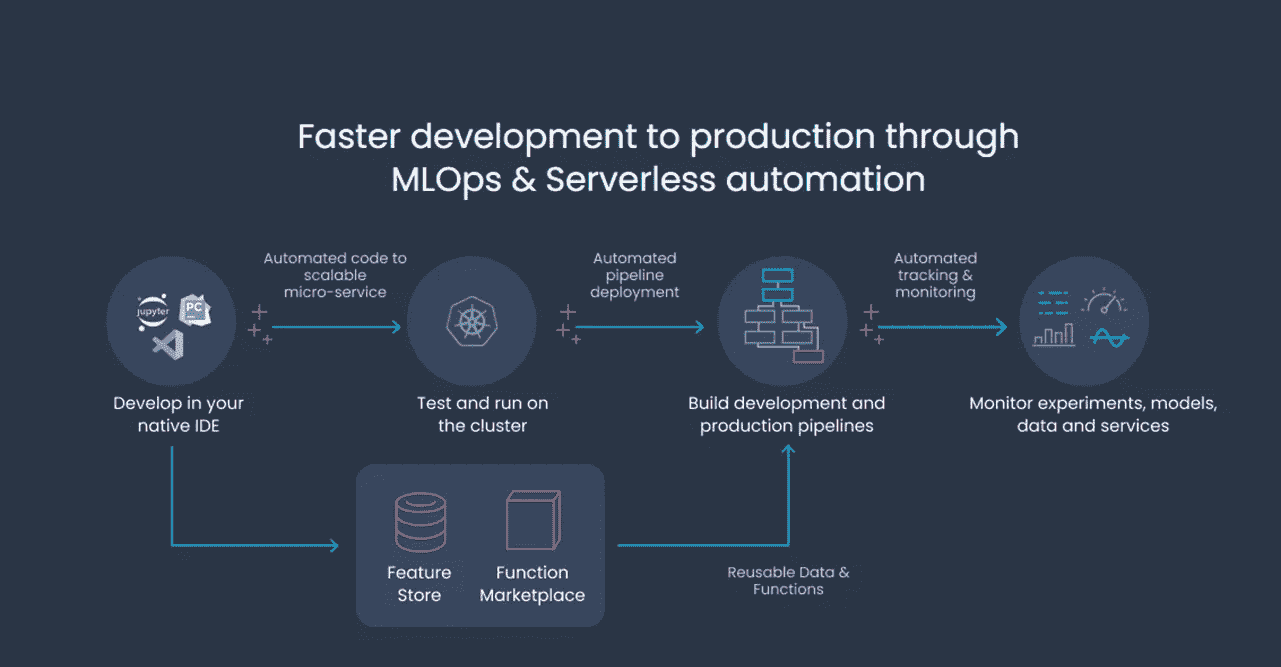 Faster development to production through
MLOps & Serverless automation
Automated code to
scalable
micro-service
Automated
pipeline
deployment
Automated
tracking &
monitoring
jupyter
PC
Develop in your
native IDE
Test and run on
the cluster
Build development and
production pipelines
Monitor experiments, models,
data and services
Feature
Store
Function
Marketplace
Reusable Data &
Functions